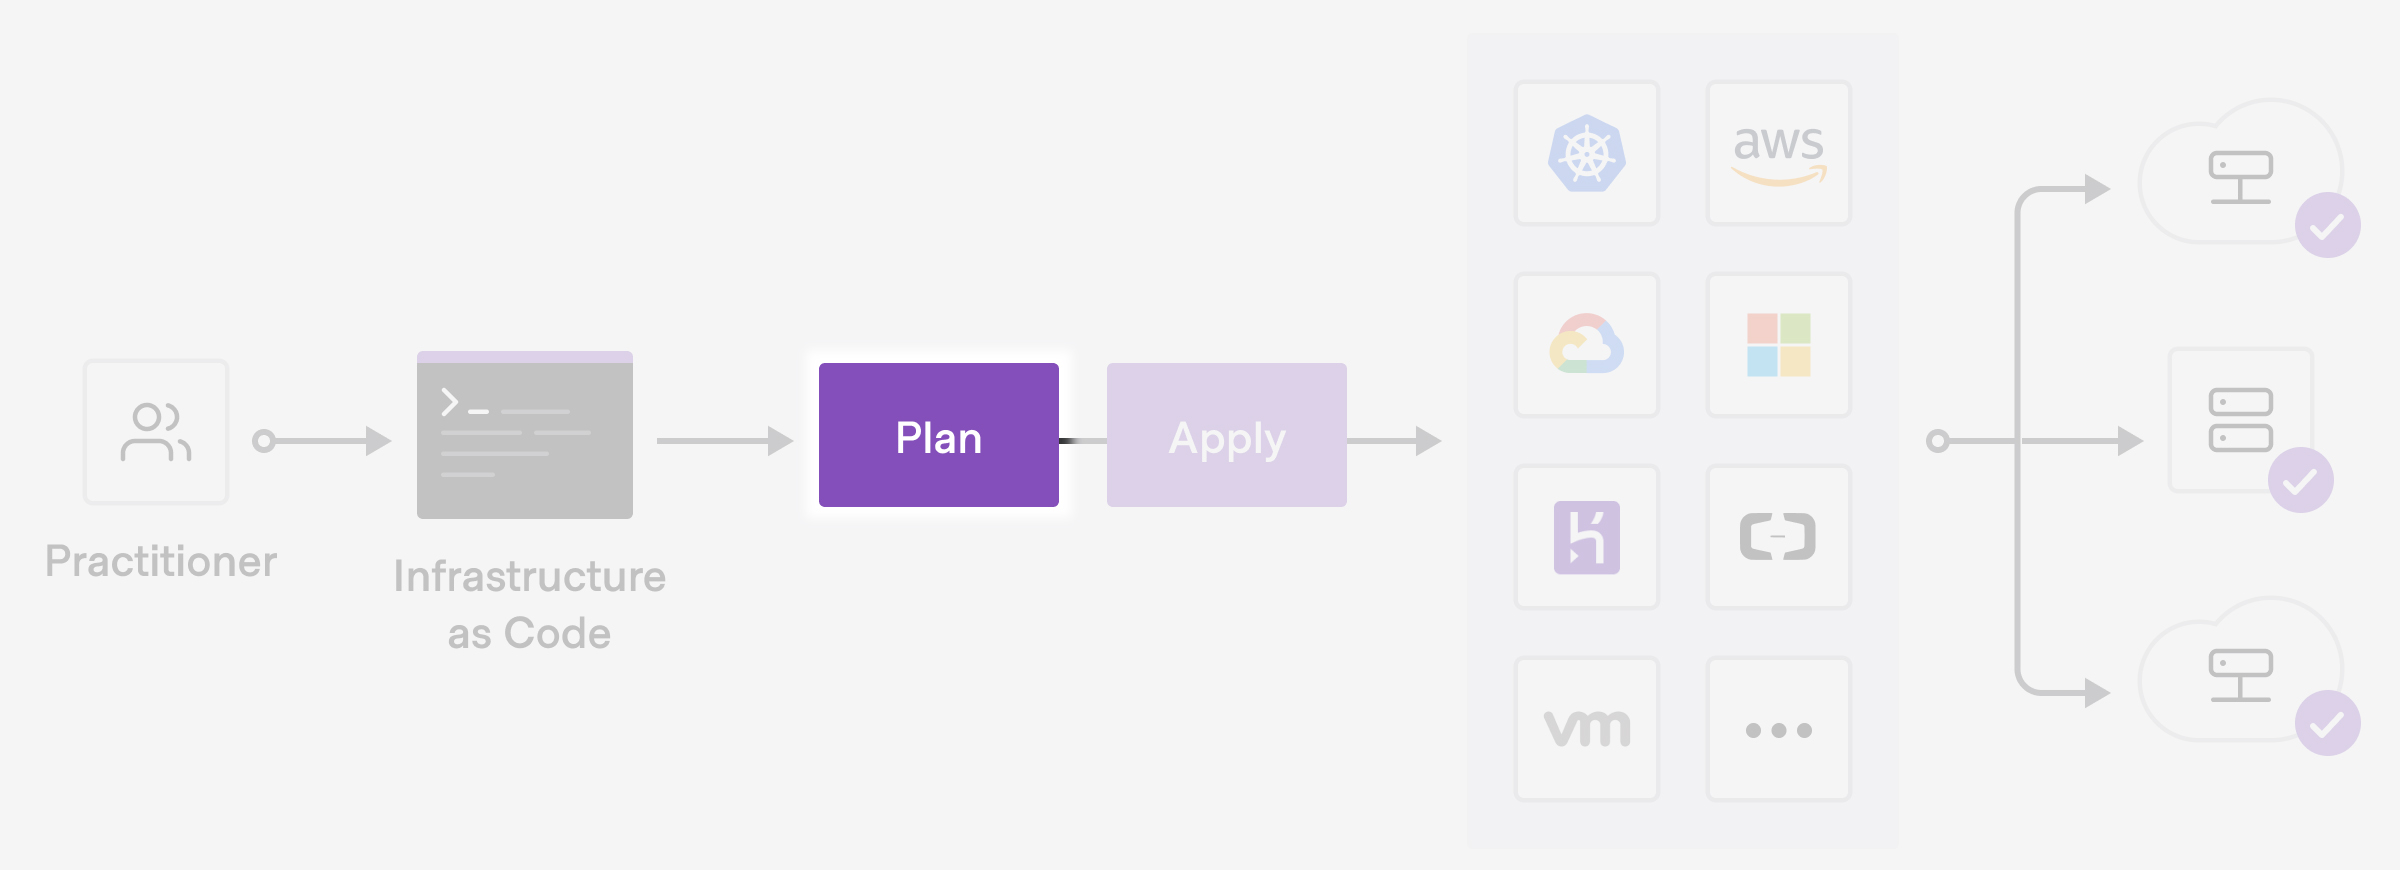 Practitioner
Infrastructure
as Code
Plan
Apply
aws
vm